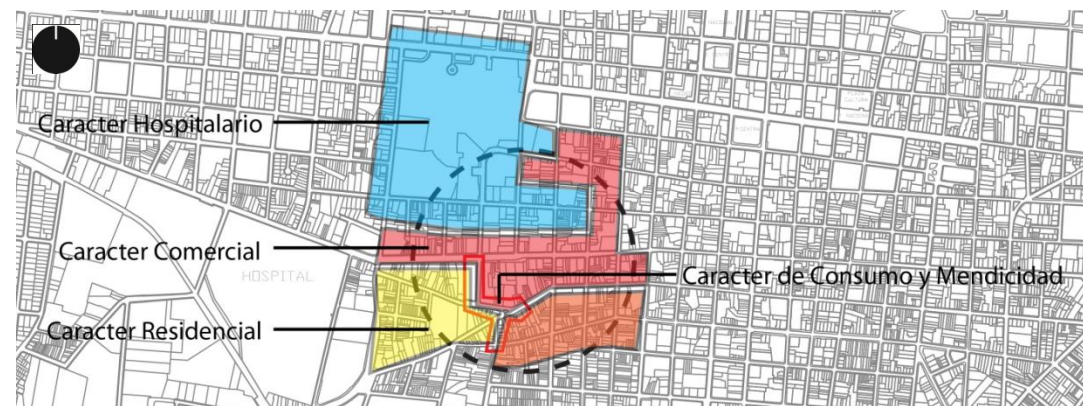 Caracter Hospitalario
Caracter Comercial
HOSPITAL
Caracter de Consumo y Mendicidad
Caracter Residencial